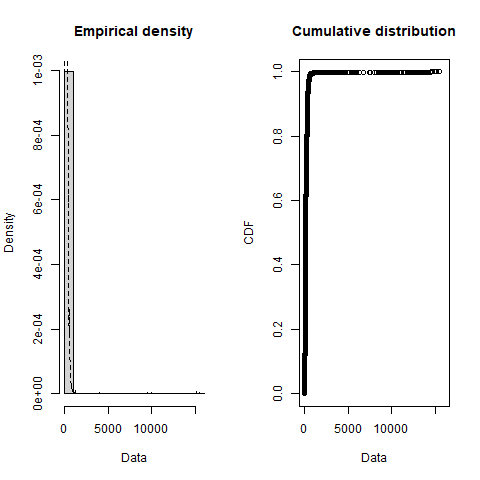 Empirical density
Density
0e+00 2e-04 4e-04 6e-04 8e-04 1e-03
0 5000 10000
Data
Cumulative distribution
CDF
0.0 0.2 0.4 0.6 0.8 1.0
0 5000 10000
Data